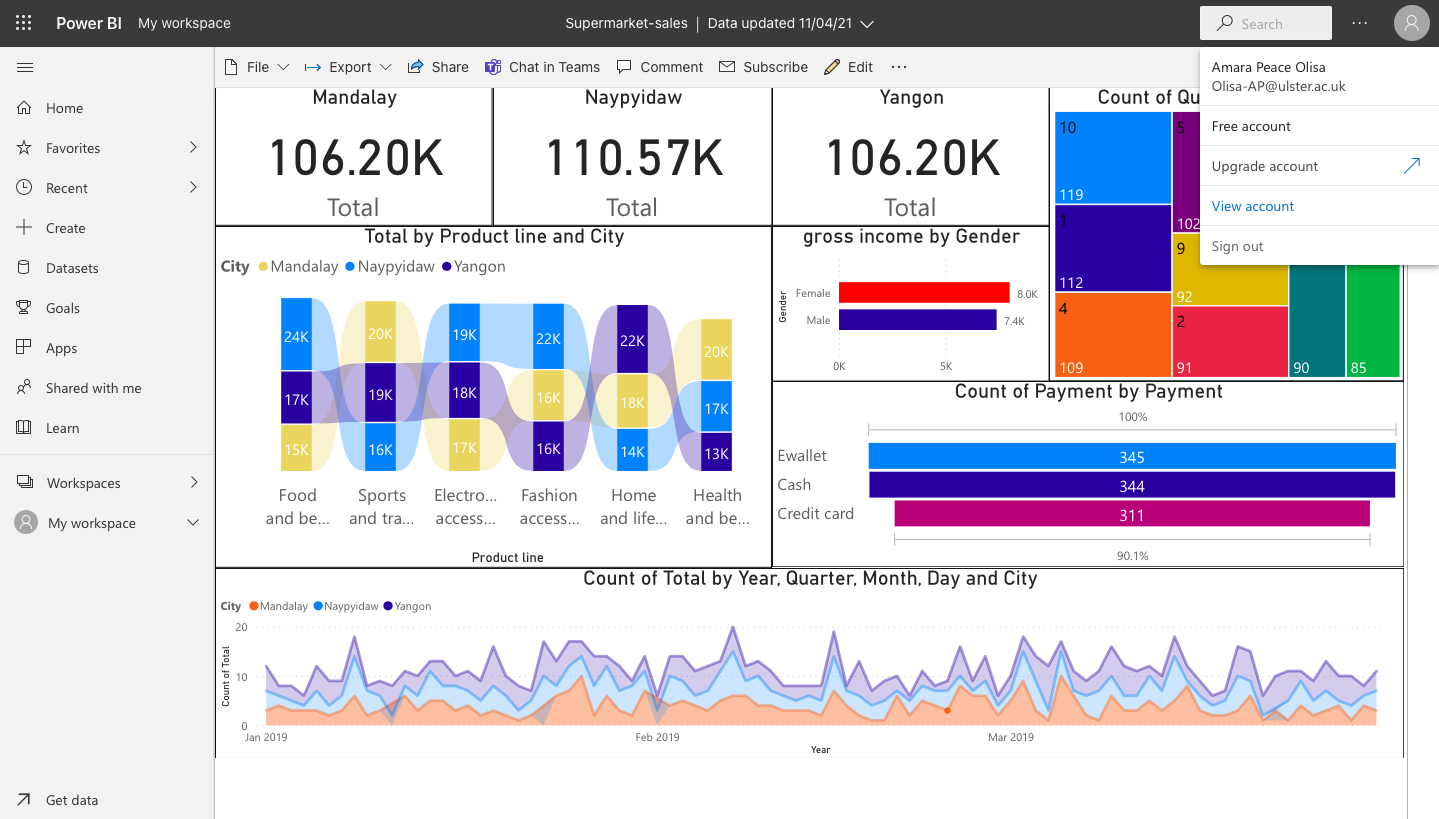 Power BI My workspace
Supermarket-sales | Data updated 11/04/21
Search
File Export Share Chat in Teams Comment Subscribe Edit
Amara Peace Olisa
Olisa-AP@ulster.ac.uk
Free account
Upgrade account
View account
Sign out
Home
Favorites
Recent
Create
Datasets
Goals
Apps
Shared with me
Learn
Workspaces
My workspace
Get data
Mandalay
106.20K
Total
Naypyidaw
110.57K
Total
Yangon
106.20K
Total
Count of Qu
10
119
1
112
4
109
5
102
9
92
2
91
90
85
Total by Product line and City
City Mandalay Naypyidaw Yangon
24K 20K 19K 22K 22K 20K
17K 19K 18K 16K 18K 17K
15K 16K 17K 16K 14K 13K
Food Sports Electro... Fashion Home Health
and be... and tra... access... access... and life... and be...
Product line
gross income by Gender
Gender
Female 8.0K
Male 7.4K
0K 5K
Count of Payment by Payment
100%
Ewallet 345
Cash 344
Credit card 311
90.1%
Count of Total by Year, Quarter, Month, Day and City
City Mandalay Naypyidaw Yangon
Count of Total
20
10
0
Jan 2019 Feb 2019 Mar 2019
Year